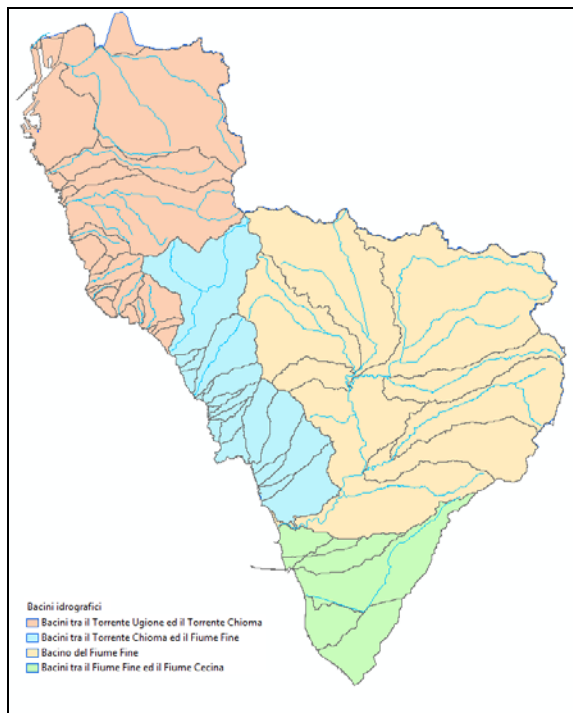 Bacini idrografici
Bacini tra il Torrente Ugione ed il Torrente Chioma
Bacini tra il Torrente Chioma ed il Fiume Fine
Bacino del Fiume Fine
Bacini tra il Fiume Fine ed il Fiume Cecina